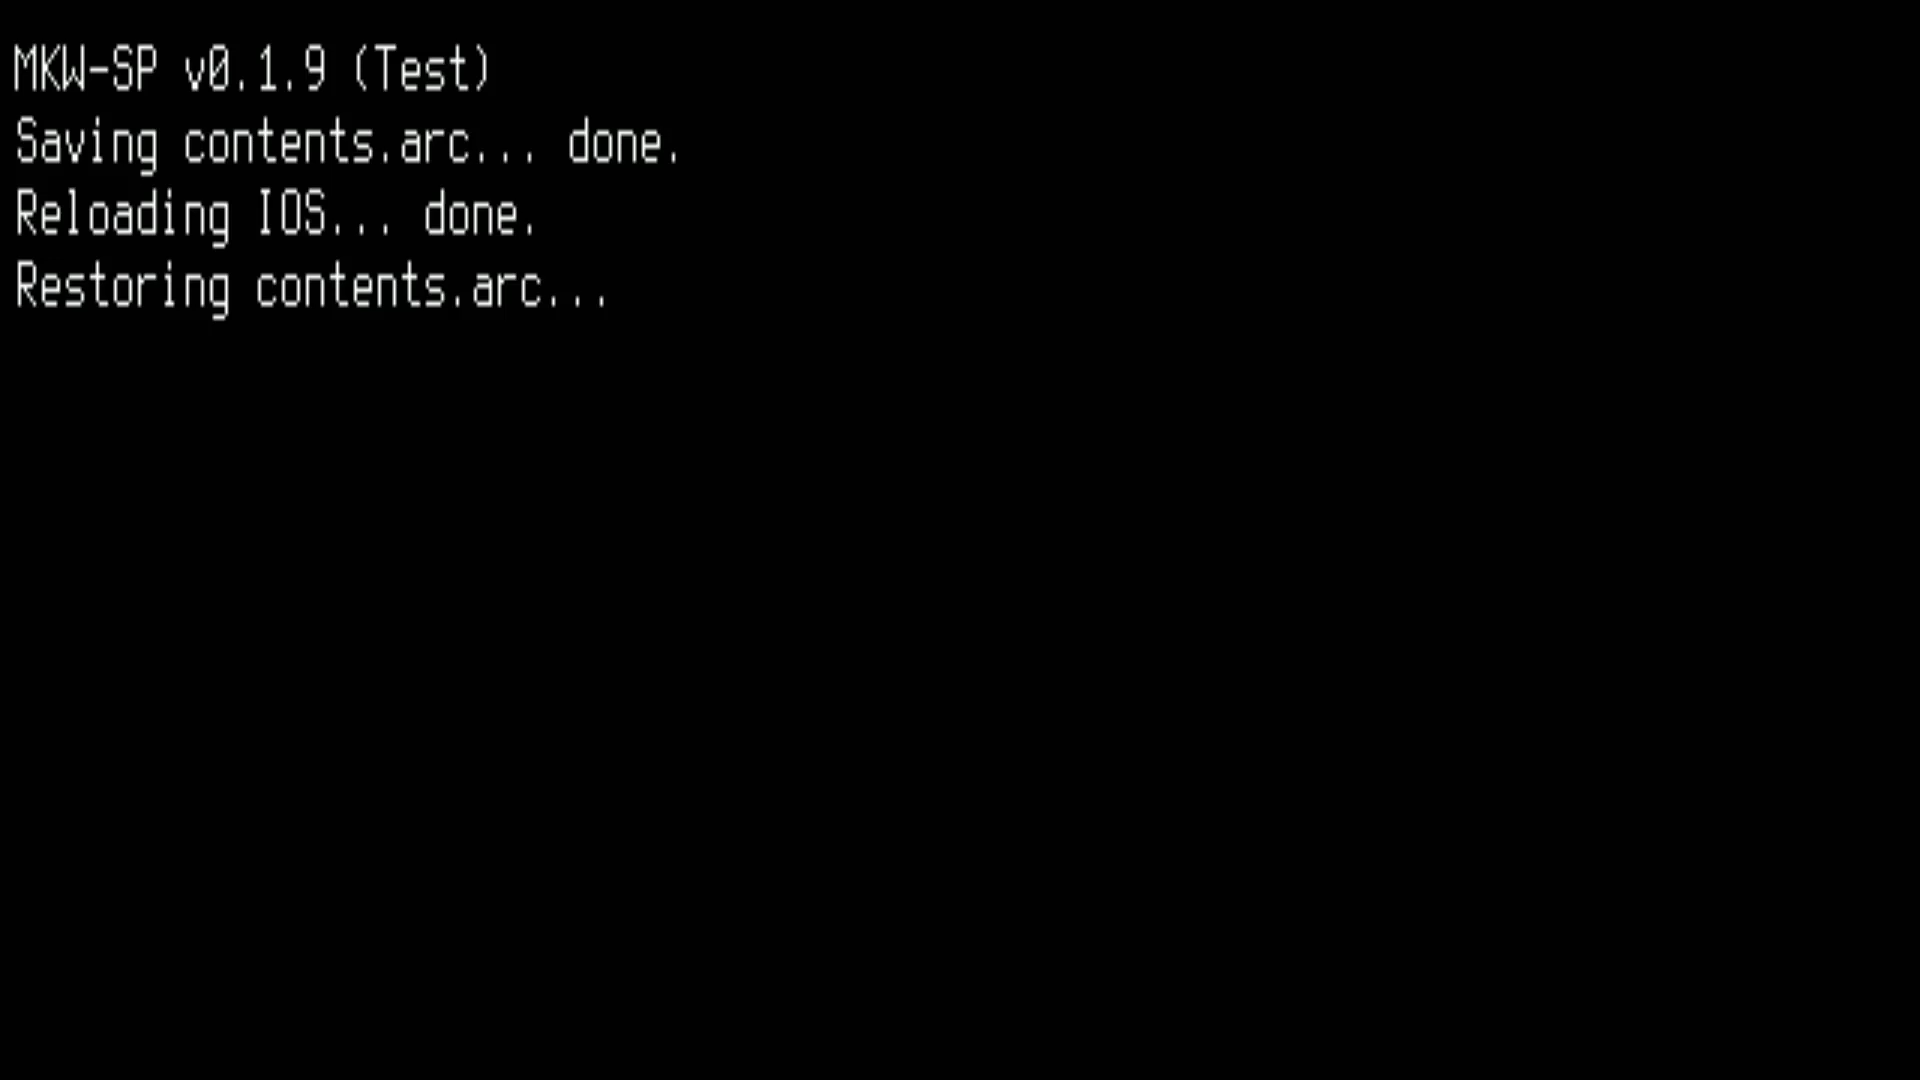 MKW-SP v0.1.9 (Test)
Saving contents.arc... done.
Reloading IOS... done.
Restoring contents.arc...